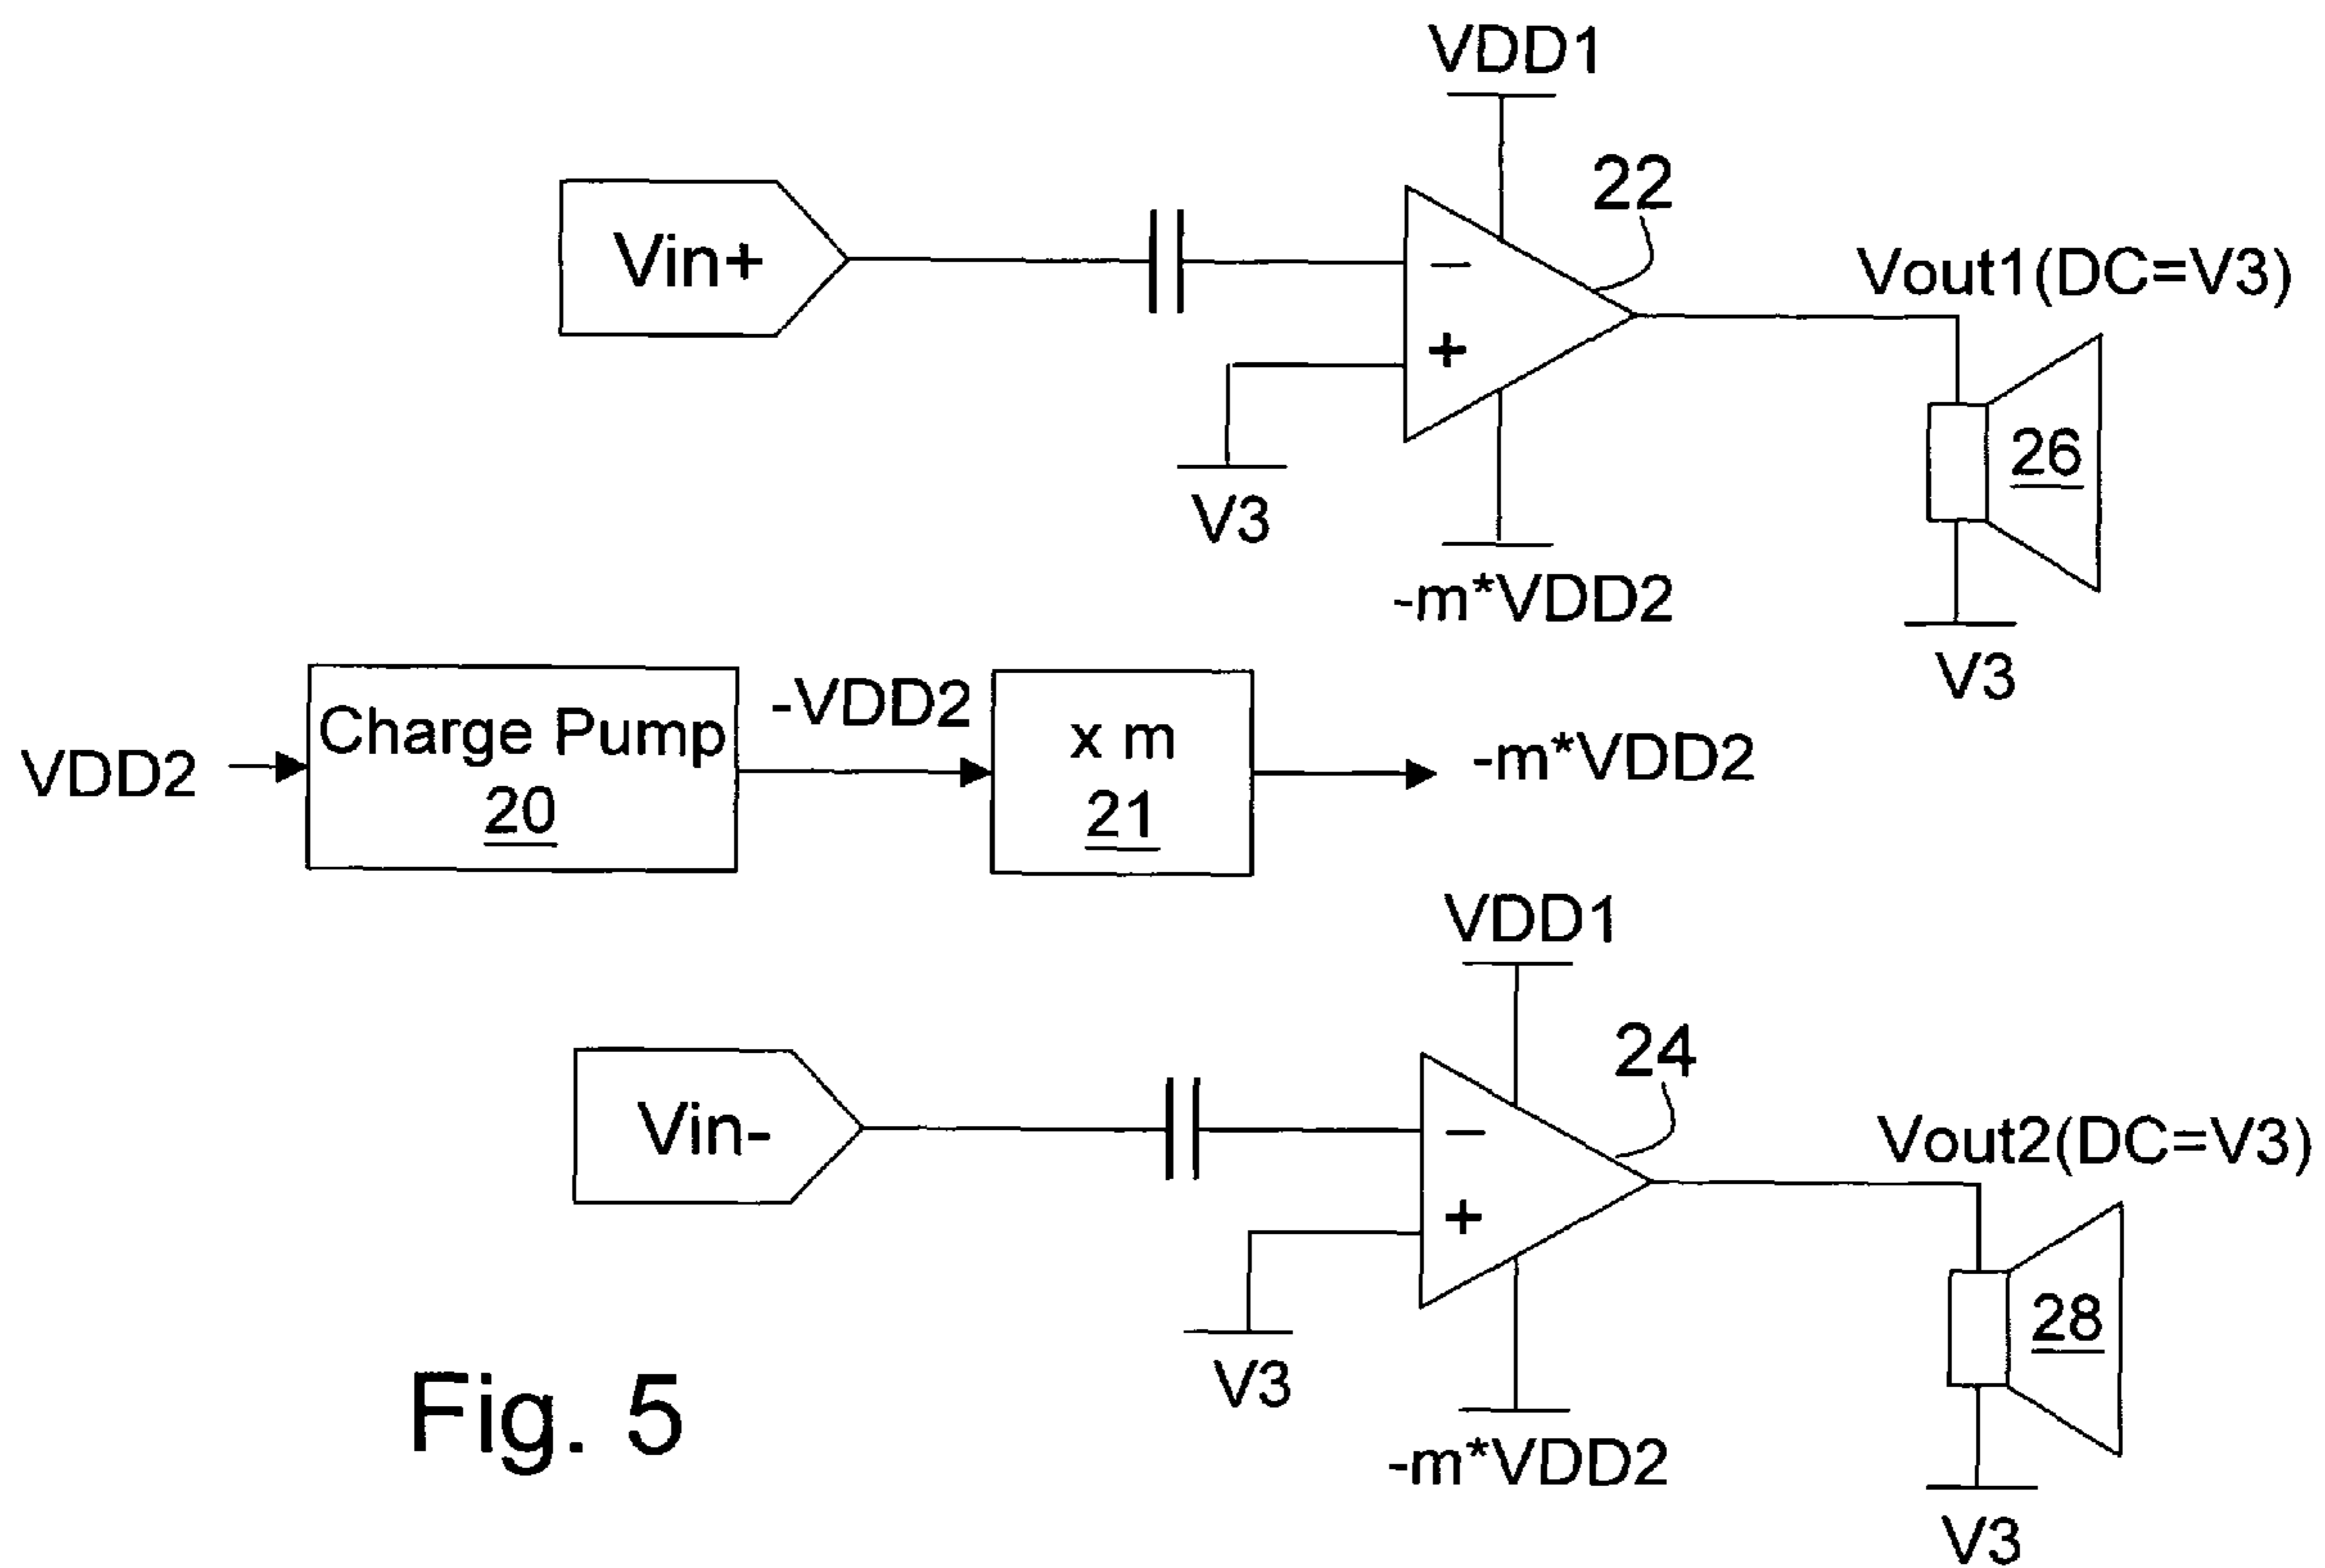 VDD1
22
Vin+
−
+
Vout1(DC=V3)
V3
-m*VDD2
26
V3
VDD2
Charge Pump
20
-VDD2
x m
21
-m*VDD2
VDD1
24
Vin-
−
+
Vout2(DC=V3)
V3
-m*VDD2
28
V3
Fig. 5